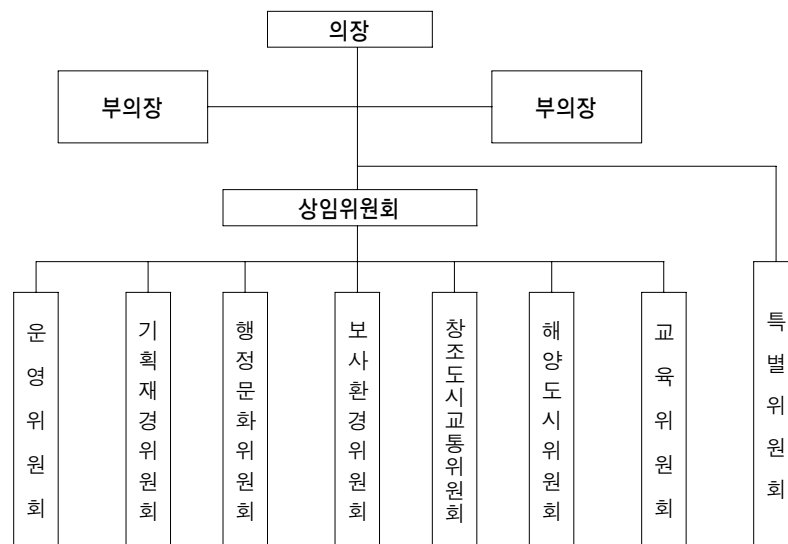 의장
부의장
부의장
상임위원회
운영위원회
기획재경위원회
행정문화위원회
보사환경위원회
창조도시교통위원회
해양도시위원회
교육위원회
특별위원회